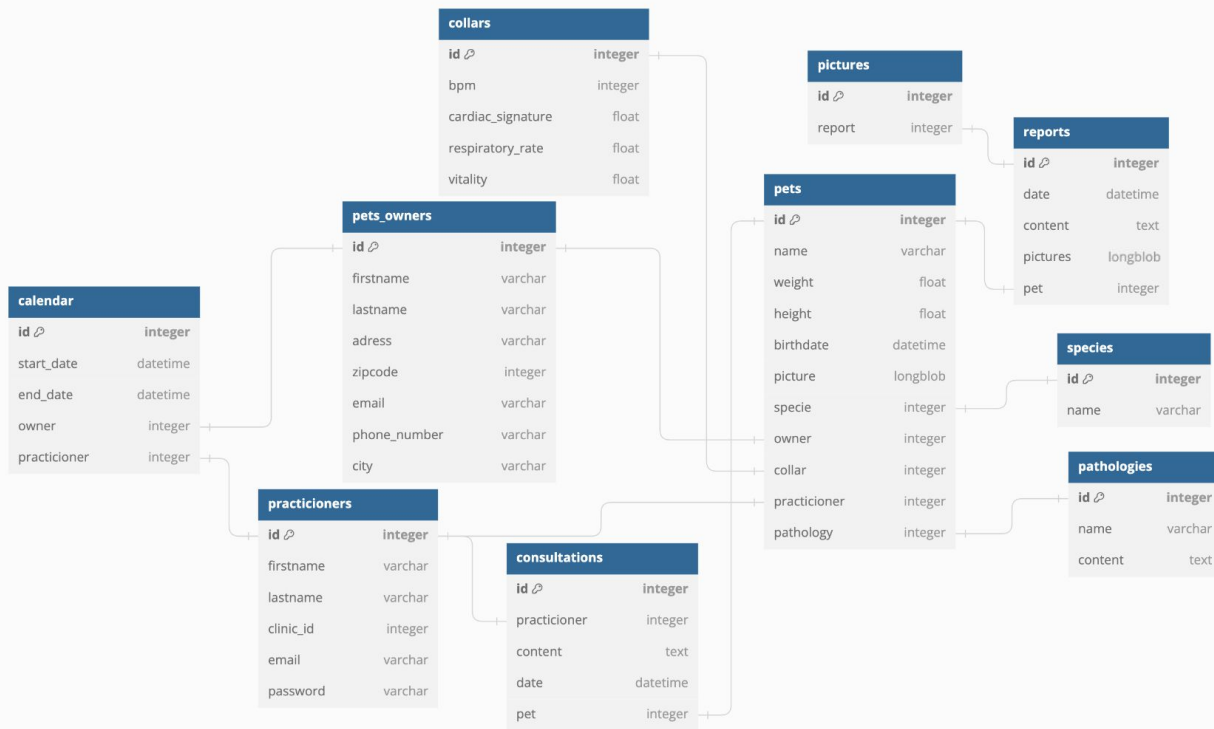 collars
id integer
bpm integer
cardiac_signature float
respiratory_rate float
vitality float
pictures
id integer
report integer
reports
id integer
date datetime
content text
pictures longblob
pet integer
pets
id integer
name varchar
weight float
height float
birthdate datetime
picture longblob
specie integer
owner integer
collar integer
practicioner integer
pathology integer
pets_owners
id integer
firstname varchar
lastname varchar
adress varchar
zipcode integer
email varchar
phone_number varchar
city varchar
calendar
id integer
start_date datetime
end_date datetime
owner integer
practicioner integer
species
id integer
name varchar
pathologies
id integer
name varchar
content text
practicioners
id integer
firstname varchar
lastname varchar
clinic_id integer
email varchar
password varchar
consultations
id integer
practicioner integer
content text
date datetime
pet integer